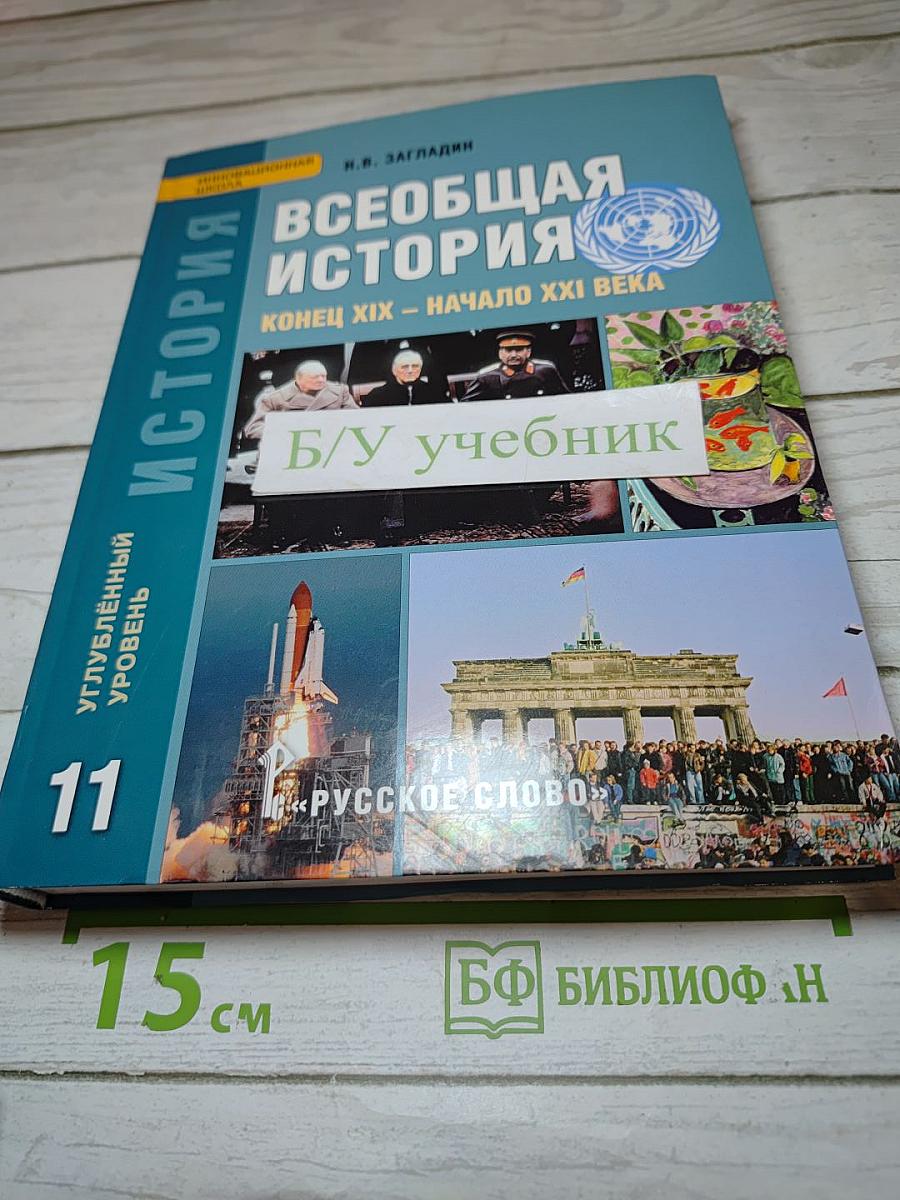 ИННОВАЦИОННАЯ
ШКОЛА
Н.В. ЗАГЛАДИН
ВСЕОБЩАЯ
ИСТОРИЯ
КОНЕЦ XIX – НАЧАЛО XXI ВЕКА
ИСТОРИЯ
Б/У учебник
УГЛУБЛЁННЫЙ
УРОВЕНЬ
11
«РУССКОЕ СЛОВО»
15 см
БФ БИБЛИОФАН